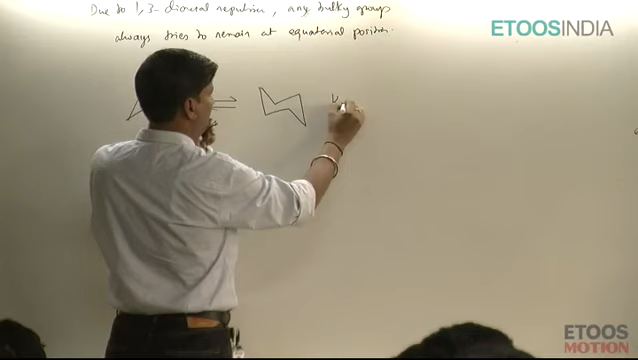 Due to 1,3-diaxial repulsion, any bulky groups
always tries to remain at equatorial position.
ETOOSINDIA
ETOOS
MOTION